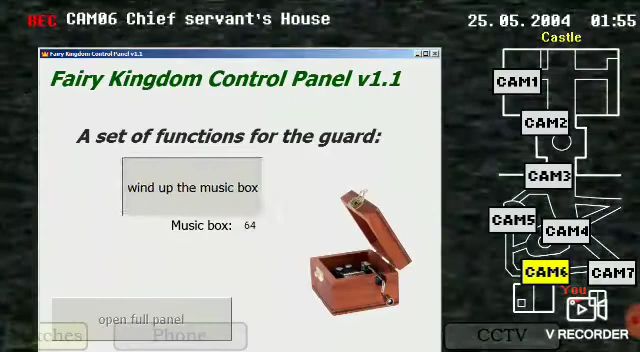 REC CAM06 Chief servant's House 25.05.2004 01:55
Castle
Fairy Kingdom Control Panel v1.1
Fairy Kingdom Control Panel v1.1
CAM1
A set of functions for the guard:
CAM2
wind up the music box
CAM3
Music box: 64
CAM5
CAM4
CAM6
CAM7
You
open full panel
Phone
CCTV
V RECORDER